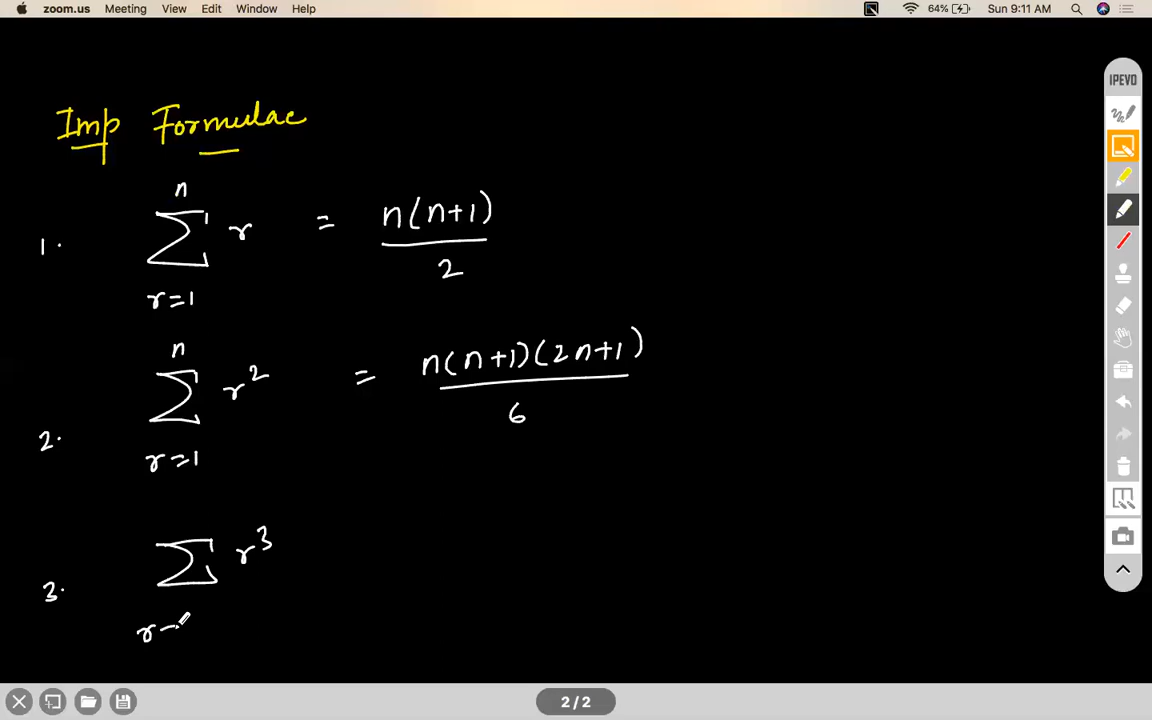 zoom.us Meeting View Edit Window Help 64% Sun 9:11 AM
IPEVO
Imp Formulae
1. n ∑ r=1 r = n(n+1) / 2
2. n ∑ r=1 r² = n(n+1)(2n+1) / 6
3. ∑ r- r³
2/2